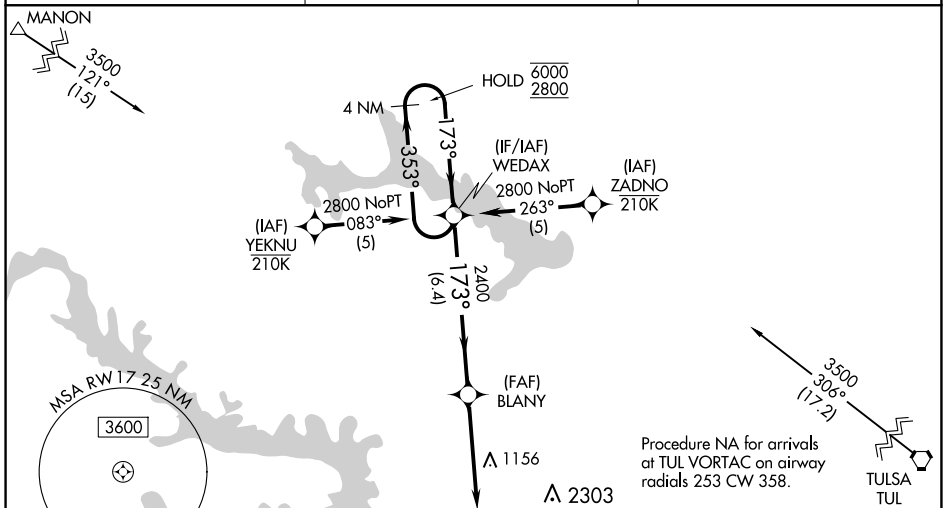 MANON
3500
121°
(15)
HOLD 6000
2800
4 NM
173°
353°
(IF/IAF)
WEDAX
(IAF)
ZADNO
210K
2800 NoPT
263°
(5)
2800 NoPT
083°
(5)
(IAF)
YEKNU
210K
2400
173°
(6.4)
(FAF)
BLANY
MSA RW17 25 NM
3600
1156
2303
3500
306°
(17.2)
Procedure NA for arrivals
at TUL VORTAC on airway
radials 253 CW 358.
TULSA
TUL